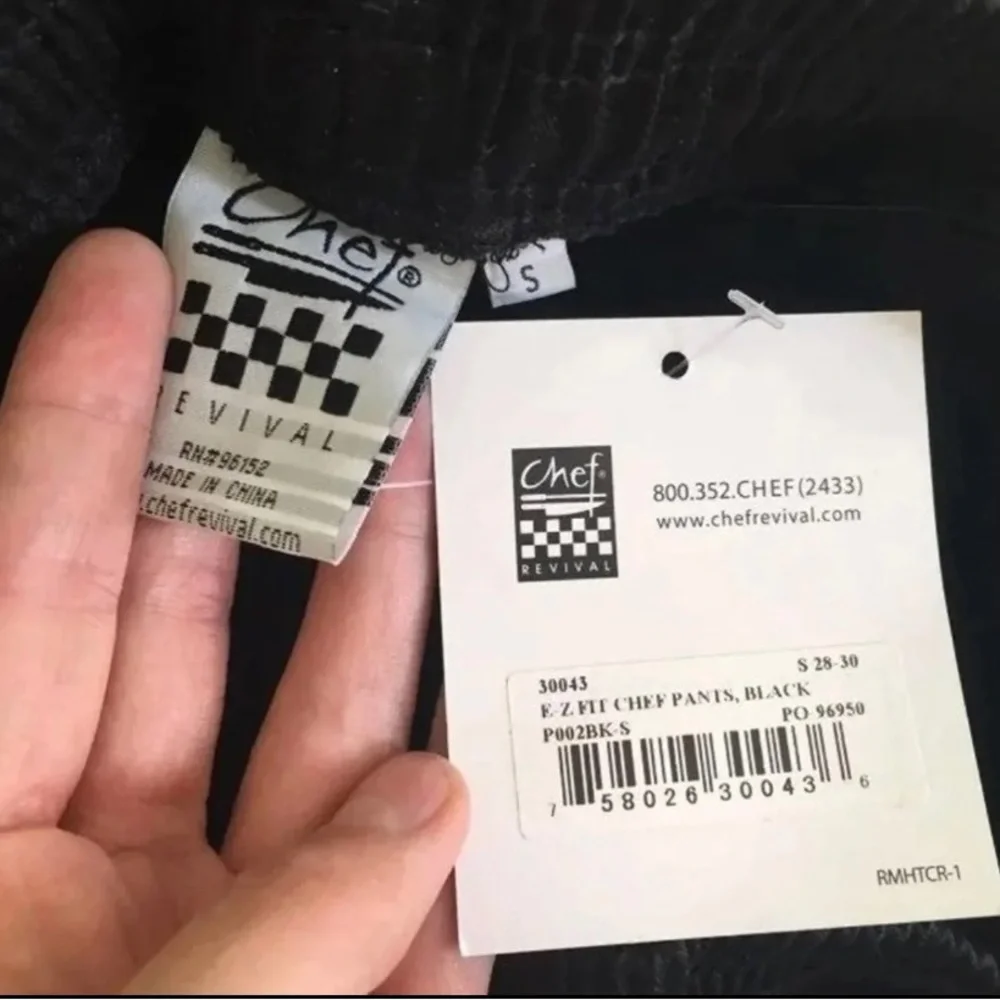 Chef®
REVIVAL
RN#96152
MADE IN CHINA
.chefrevival.com
S
Chef®
REVIVAL
800.352.CHEF(2433)
www.chefrevival.com
S 28-30
30043
E-Z FIT CHEF PANTS, BLACK
P002BK-S
PO 96950
7 58026 30043 6
RMHTCR-1